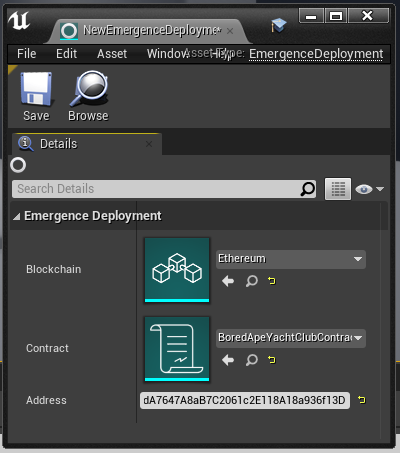 NewEmergenceDeployme*
File Edit Asset Window Help Asset Type: EmergenceDeployment
Save Browse
Details
Search Details
Emergence Deployment
Blockchain Ethereum
Contract BoredApeYachtClubContrac
Address dA7647A8aB7C2061c2E118A18a936f13D